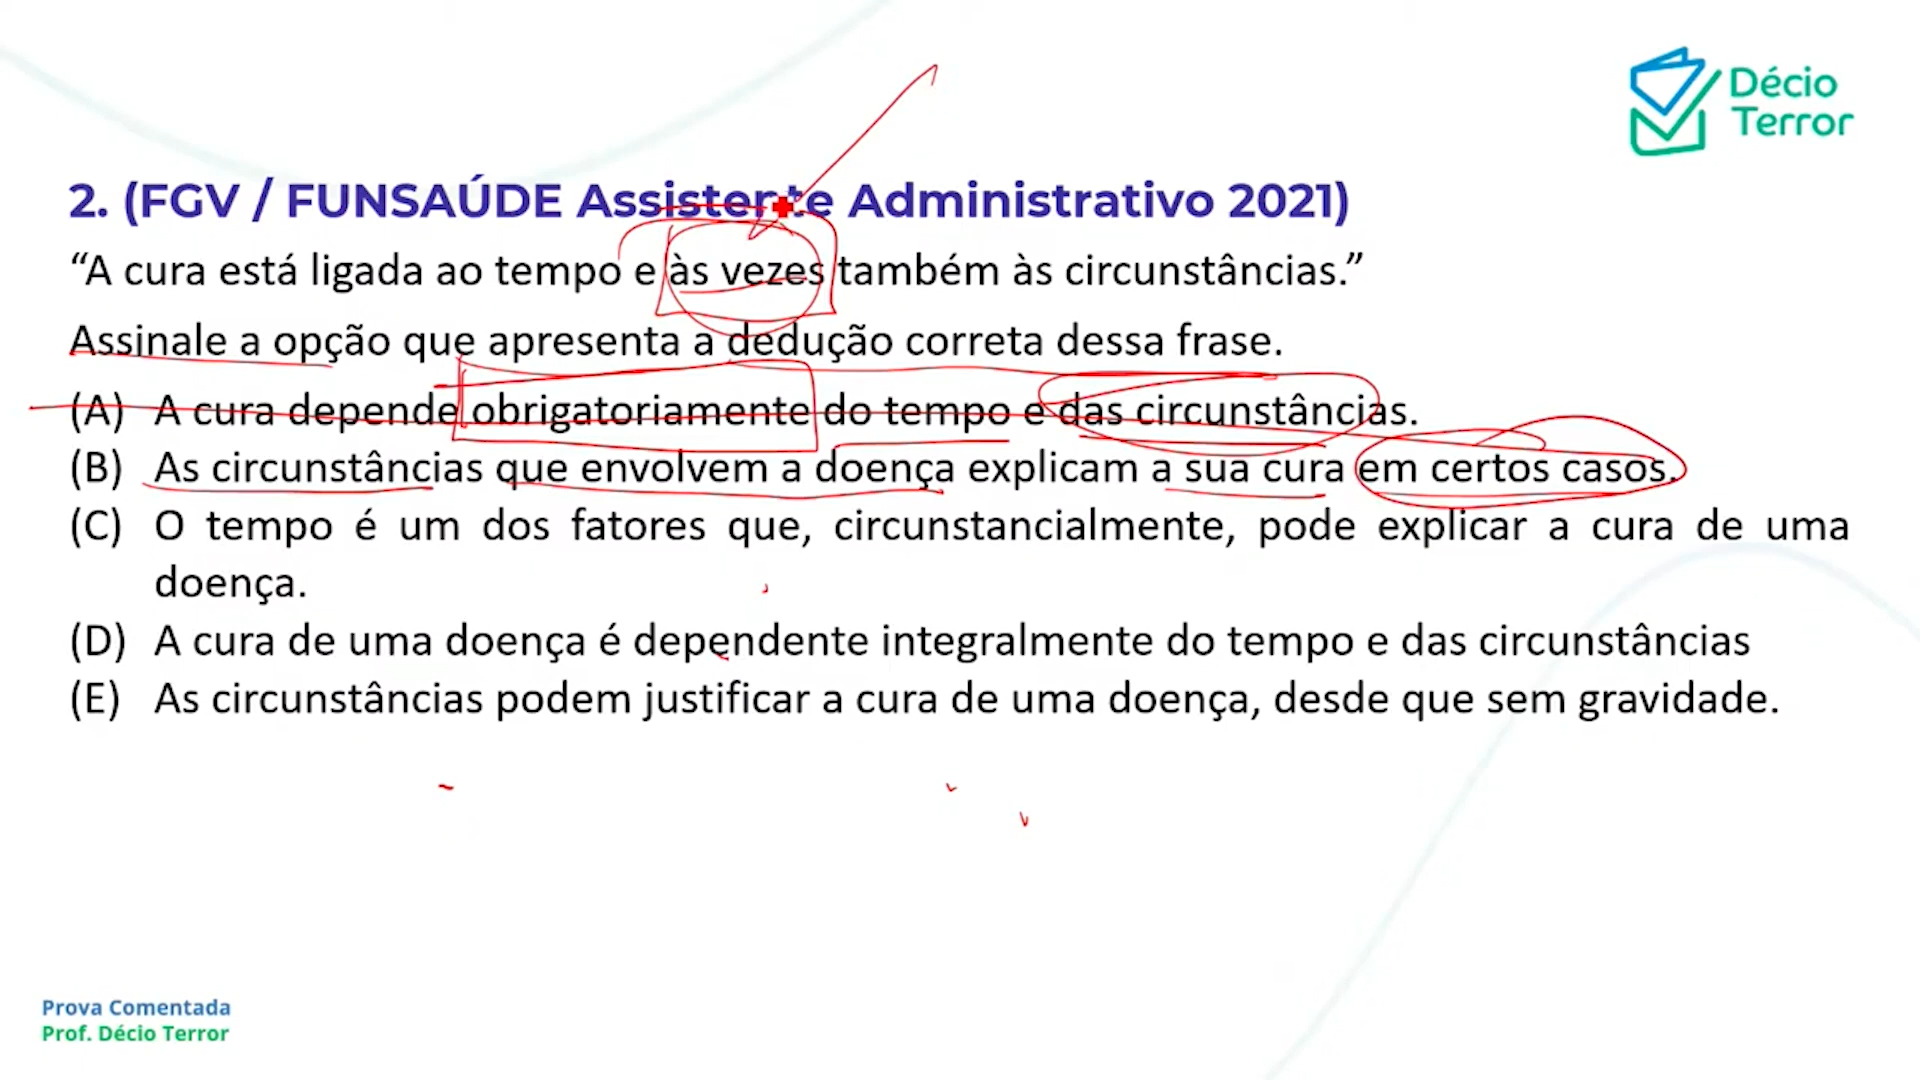 Décio
Terror
2. (FGV / FUNSAÚDE Assistente Administrativo 2021)
“A cura está ligada ao tempo e às vezes também às circunstâncias.”
Assinale a opção que apresenta a dedução correta dessa frase.
(A) A cura depende obrigatoriamente do tempo e das circunstâncias.
(B) As circunstâncias que envolvem a doença explicam a sua cura em certos casos.
(C) O tempo é um dos fatores que, circunstancialmente, pode explicar a cura de uma
doença.
(D) A cura de uma doença é dependente integralmente do tempo e das circunstâncias
(E) As circunstâncias podem justificar a cura de uma doença, desde que sem gravidade.
Prova Comentada
Prof. Décio Terror